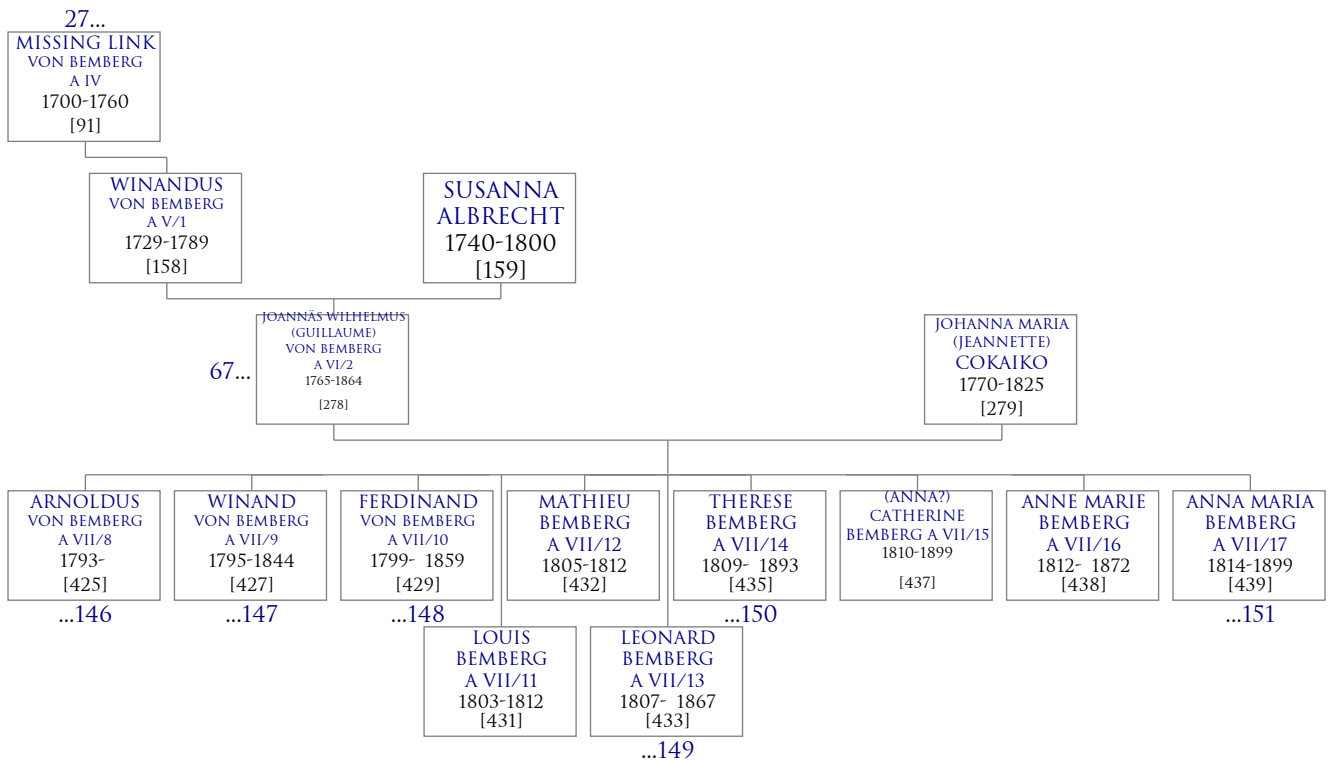 27...
MISSING LINK
VON BEMBERG
A IV
1700-1760
[91]
WINANDUS
VON BEMBERG
A V/1
1729-1789
[158]
SUSANNA
ALBRECHT
1740-1800
[159]
67...
JOANNÄS WILHELMUS
(GUILLAUME)
VON BEMBERG
A VI/2
1765-1864
[278]
JOHANNA MARIA
(JEANNETTE)
COKAIKO
1770-1825
[279]
ARNOLDUS
VON BEMBERG
A VII/8
1793-
[425]
...146
WINAND
VON BEMBERG
A VII/9
1795-1844
[427]
...147
FERDINAND
VON BEMBERG
A VII/10
1799- 1859
[429]
...148
MATHIEU
BEMBERG
A VII/12
1805-1812
[432]
THERESE
BEMBERG
A VII/14
1809- 1893
[435]
...150
(ANNA?)
CATHERINE
BEMBERG A VII/15
1810-1899
[437]
ANNE MARIE
BEMBERG
A VII/16
1812- 1872
[438]
ANNA MARIA
BEMBERG
A VII/17
1814-1899
[439]
...151
LOUIS
BEMBERG
A VII/11
1803-1812
[431]
LEONARD
BEMBERG
A VII/13
1807- 1867
[433]
...149